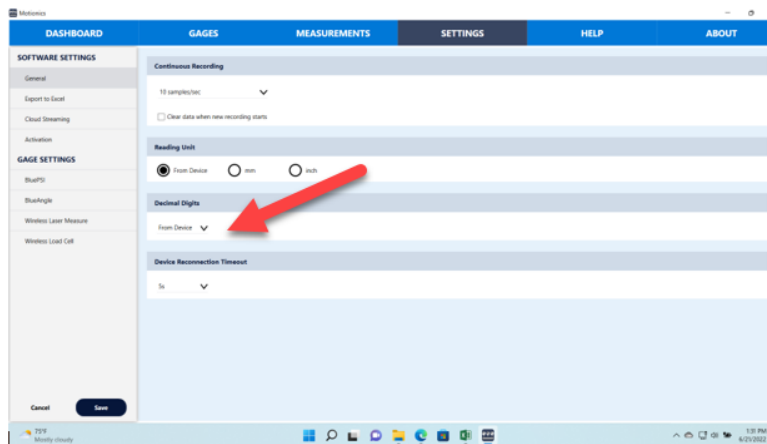 Motionics
DASHBOARD GAGES MEASUREMENTS SETTINGS HELP ABOUT
SOFTWARE SETTINGS
General
Export to Excel
Cloud Streaming
Activation
GAGE SETTINGS
BluePSI
BlueAngle
Wireless Laser Measure
Wireless Load Cell
Cancel Save
Continuous Recording
10 samples/sec
Clear data when new recording starts
Reading Unit
From Device mm inch
Decimal Digits
From Device
Device Reconnection Timeout
5s
75°F
Mostly cloudy
1:31 PM
6/21/2022